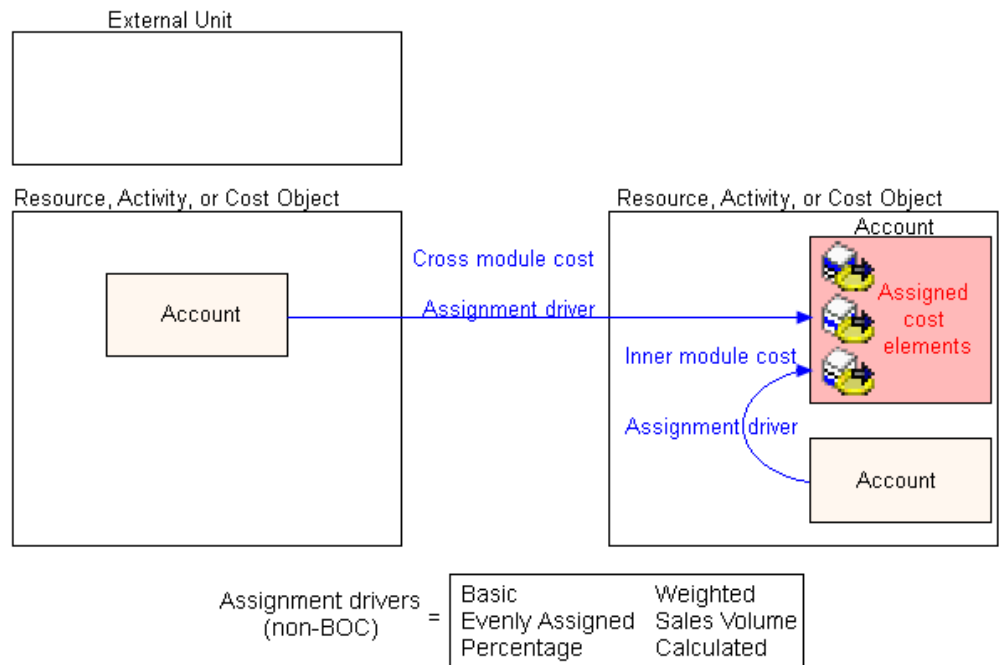 External Unit
Resource, Activity, or Cost Object
Resource, Activity, or Cost Object
Account
Cross module cost
Account
Assignment driver
Assigned
cost
elements
Inner module cost
Assignment driver
Account
Assignment drivers
(non-BOC)
=
Basic Weighted
Evenly Assigned Sales Volume
Percentage Calculated